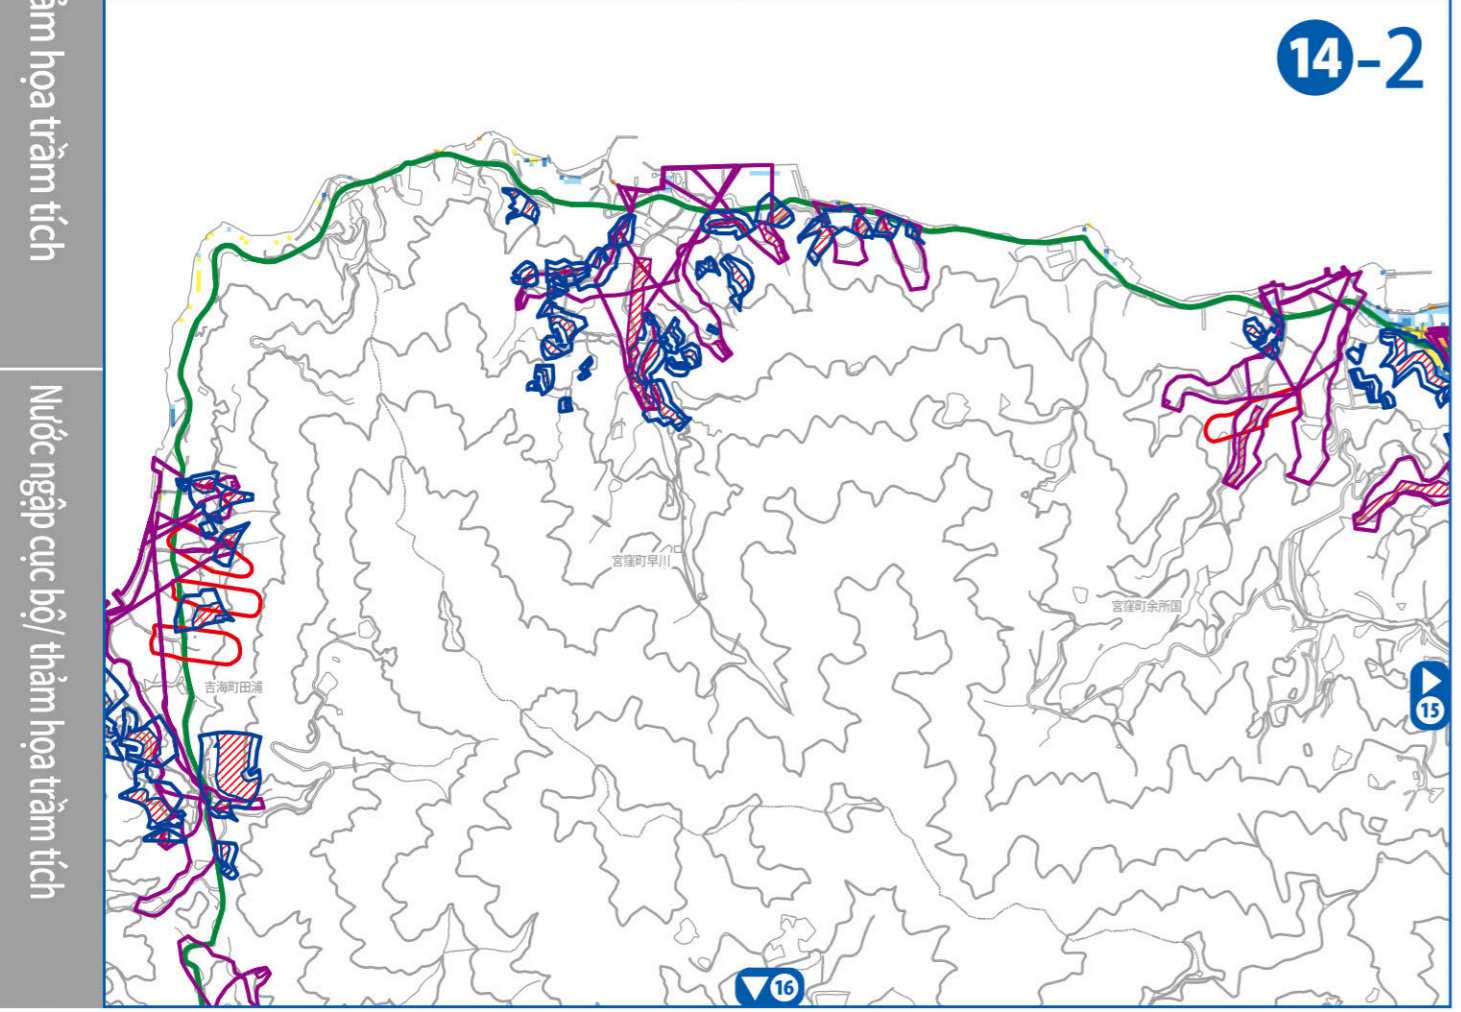 14-2
họa trầm tích
Nước ngập cục bộ/ thảm họa trầm tích
宮窪町早川
宮窪町余所国
吉海町田浦
15
16